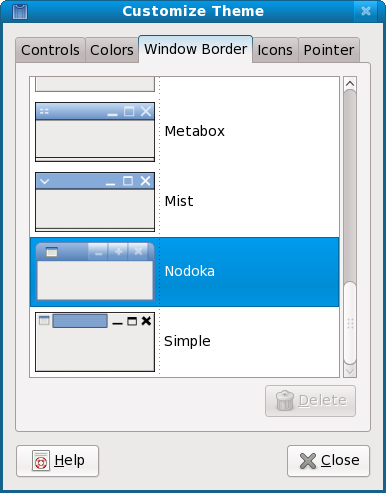 Customize Theme
Controls Colors Window Border Icons Pointer
Metabox
Mist
Nodoka
Simple
Delete
Help Close